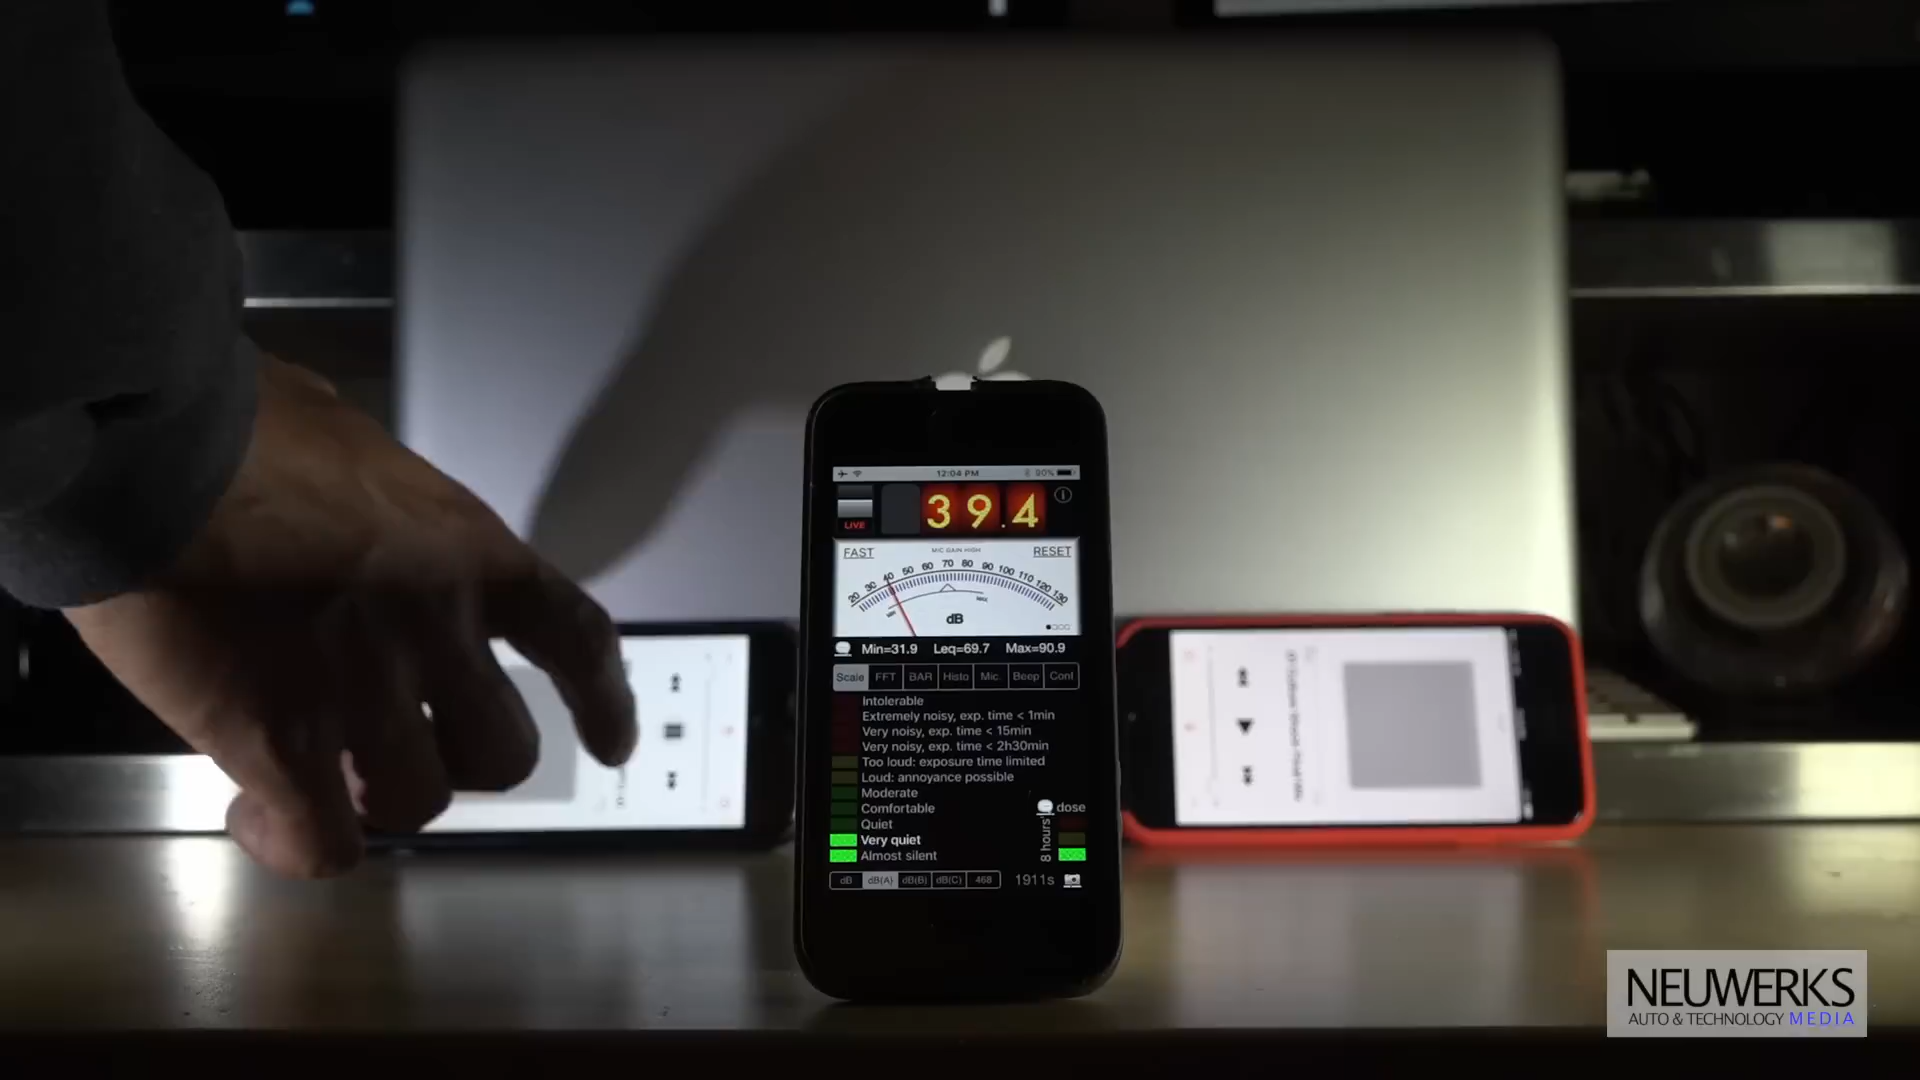 12:04 PM
90%
LIVE
39.4
FAST
MIC GAIN HIGH
RESET
20 30 40 50 60 70 80 90 100 110 120 130
MIN
MAX
dB
Min=31.9 Leq=69.7 Max=90.9
Scale FFT BAR Histo Mic. Beep Conf
Intolerable
Extremely noisy, exp. time < 1min
Very noisy, exp. time < 15min
Very noisy, exp. time < 2h30min
Too loud: exposure time limited
Loud: annoyance possible
Moderate
Comfortable
Quiet
Very quiet
Almost silent
dose
8 hours
dB dB(A) dB(B) dB(C) 468
1911s
NEUWERKS
AUTO & TECHNOLOGY MEDIA